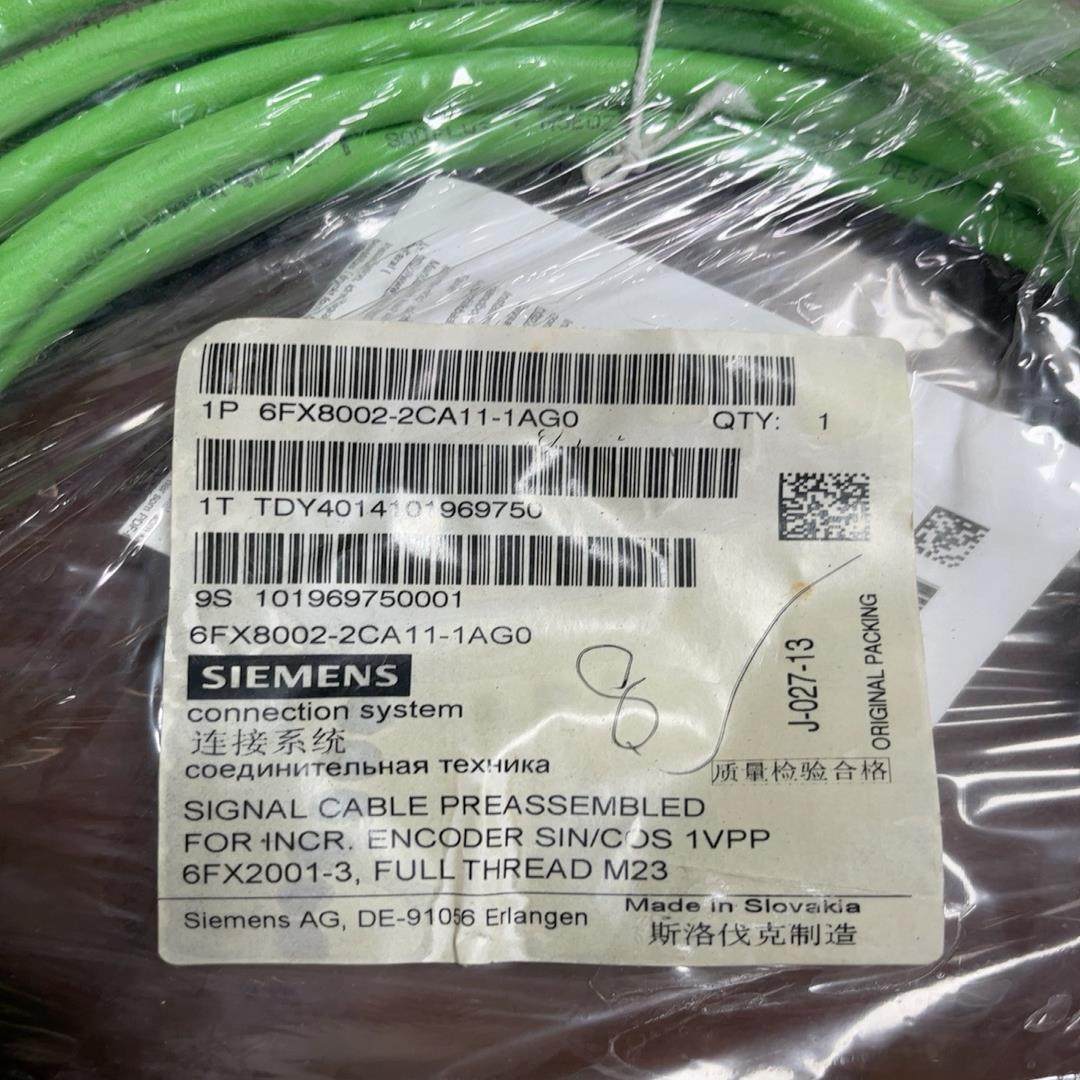 1P 6FX8002-2CA11-1AG0 QTY: 1
1T TDY4014101969750
9S 101969750001
6FX8002-2CA11-1AG0
SIEMENS
connection system
连接系统
соединительная техника
8
J-027-13
ORIGINAL PACKING
质量检验合格
SIGNAL CABLE PREASSEMBLED
FOR INCR. ENCODER SIN/COS 1VPP
6FX2001-3, FULL THREAD M23
Siemens AG, DE-91056 Erlangen
Made in Slovakia
斯洛伐克制造